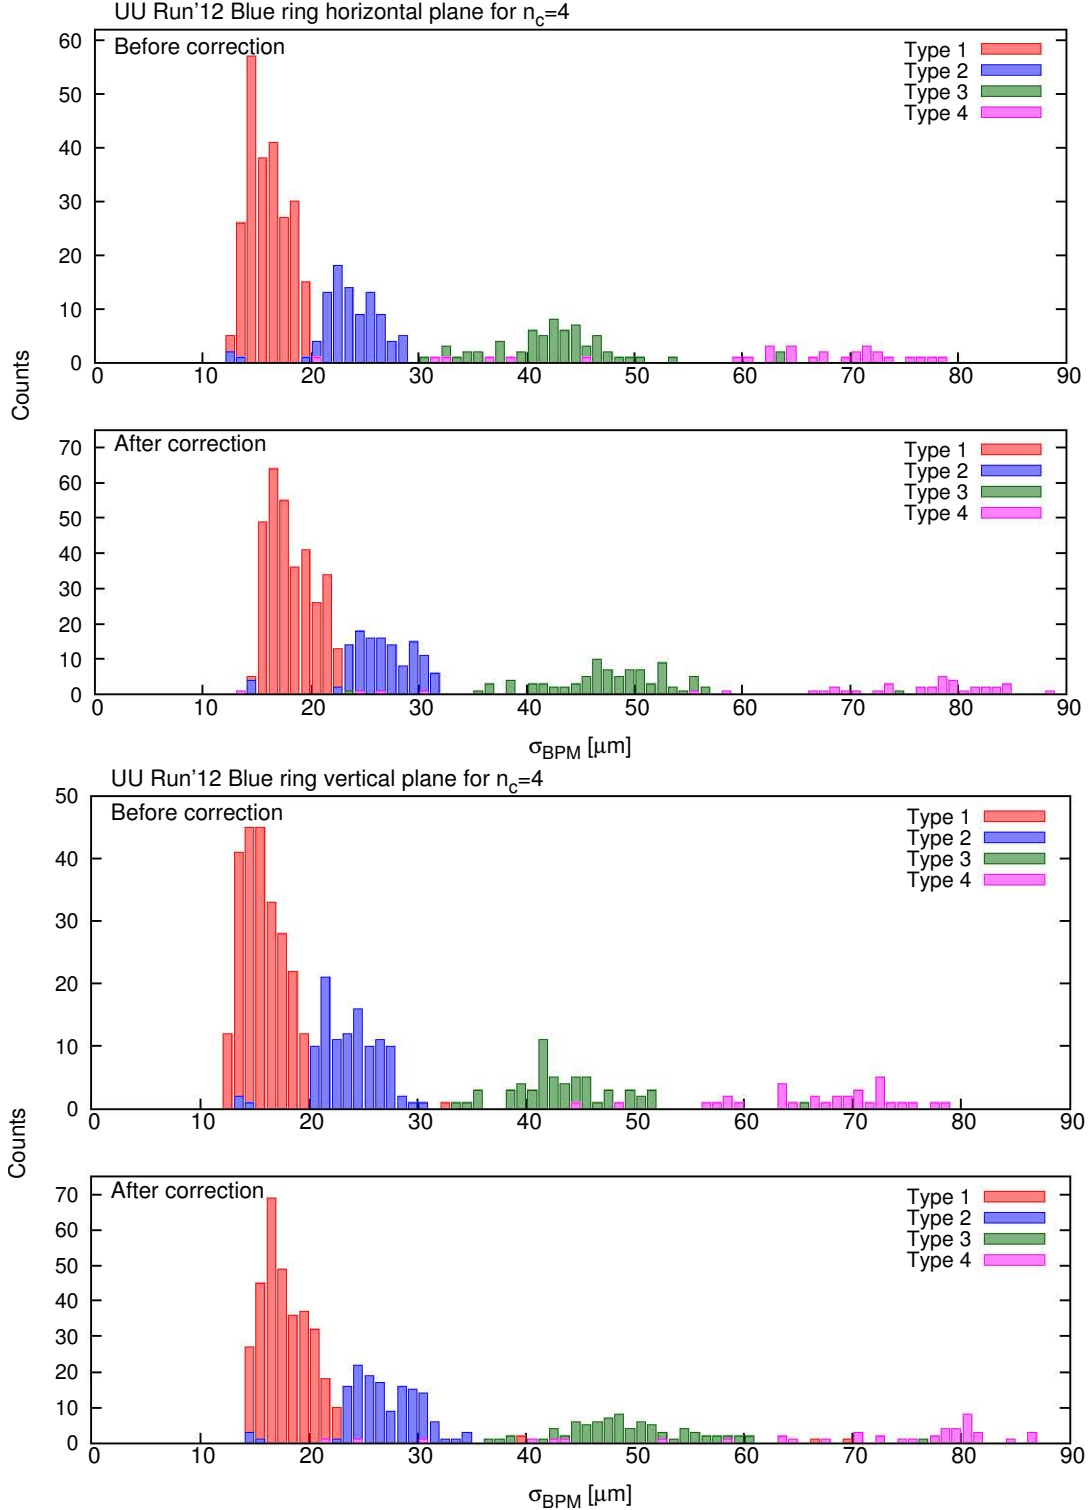 UU Run'12 Blue ring horizontal plane for n_c=4
Before correction
Type 1
Type 2
Type 3
Type 4
60
50
40
30
20
10
0
0 10 20 30 40 50 60 70 80 90
Counts
After correction
Type 1
Type 2
Type 3
Type 4
70
60
50
40
30
20
10
0
0 10 20 30 40 50 60 70 80 90
σ_BPM [μm]
UU Run'12 Blue ring vertical plane for n_c=4
Before correction
Type 1
Type 2
Type 3
Type 4
50
40
30
20
10
0
0 10 20 30 40 50 60 70 80 90
Counts
After correction
Type 1
Type 2
Type 3
Type 4
70
60
50
40
30
20
10
0
0 10 20 30 40 50 60 70 80 90
σ_BPM [μm]